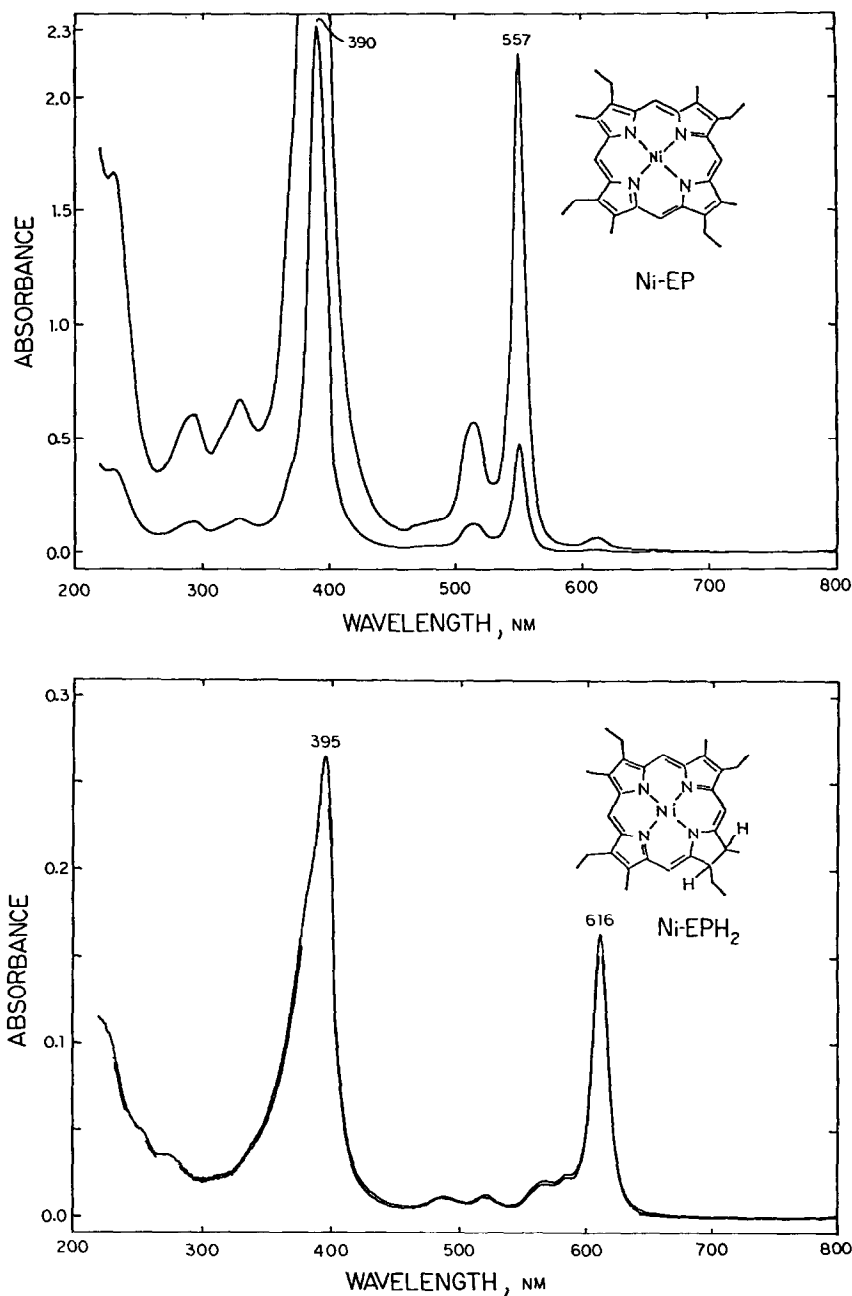 2.3
390
557
2.0
N N
Ni
N N
1.5
Ni-EP
ABSORBANCE
1.0
0.5
0.0
200 300 400 500 600 700 800
WAVELENGTH, NM
0.3
395
N N
Ni
N N
H
H
616
Ni-EPH2
0.2
ABSORBANCE
0.1
0.0
200 300 400 500 600 700 800
WAVELENGTH, NM